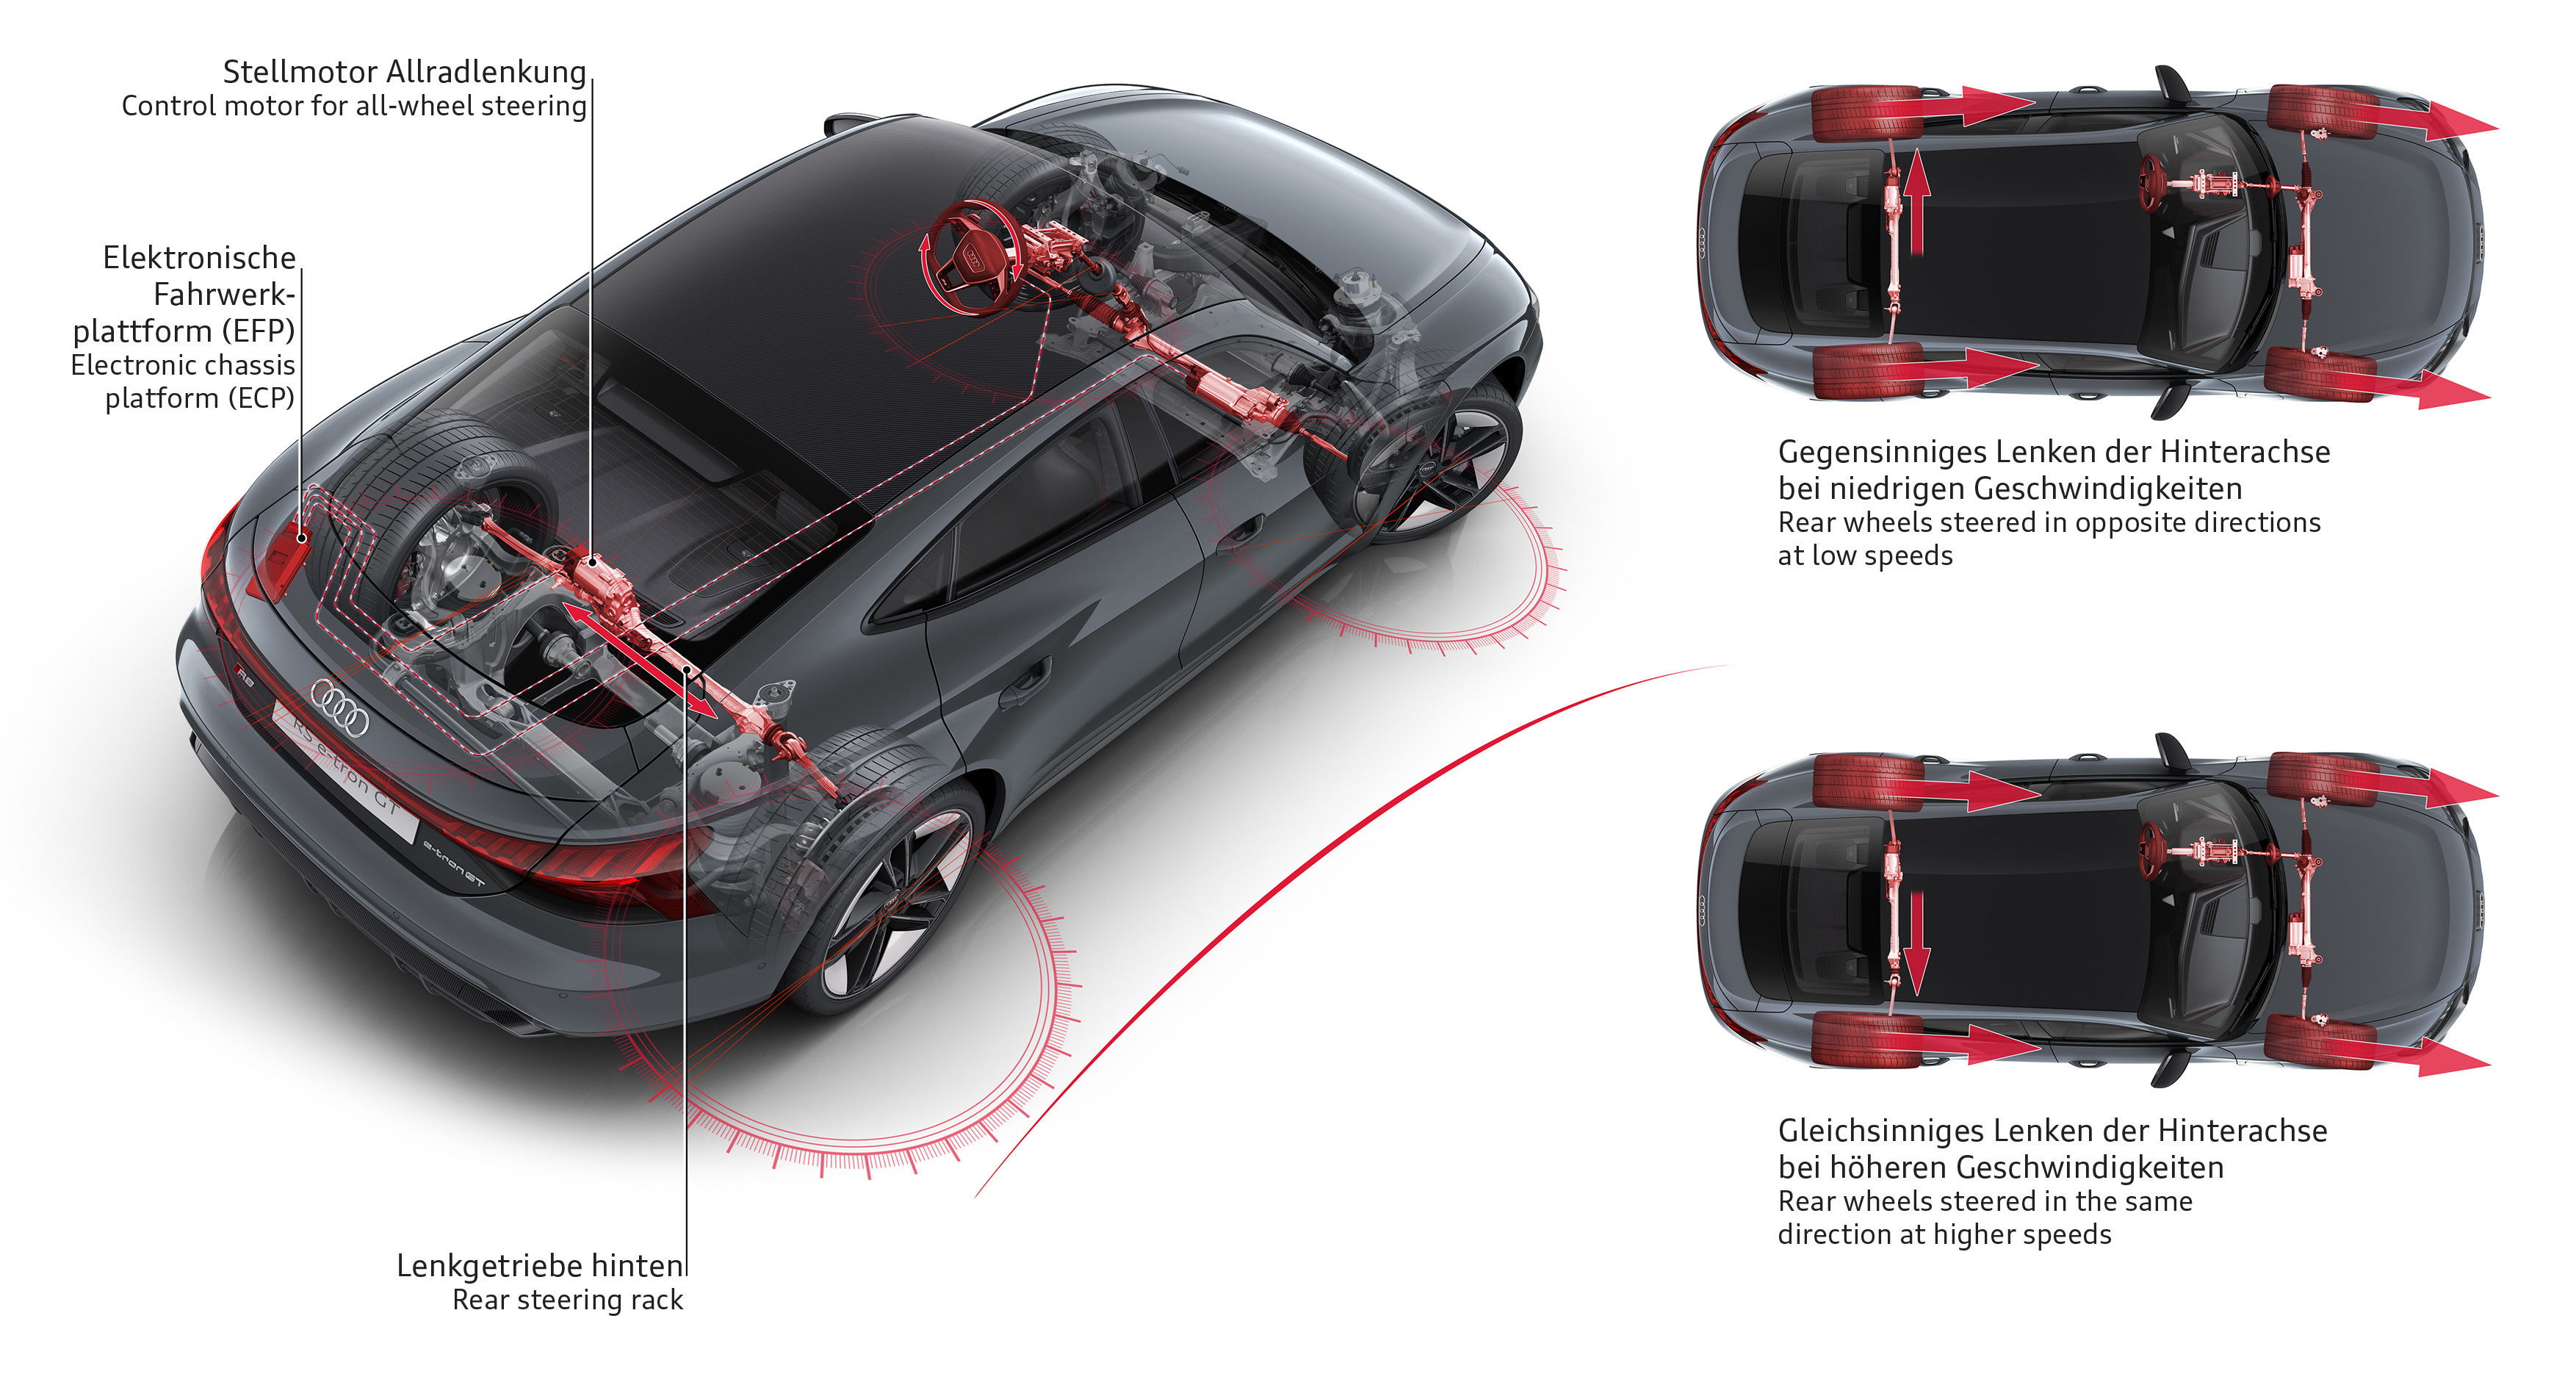 Stellmotor Allradlenkung
Control motor for all-wheel steering
Elektronische
Fahrwerk-
plattform (EFP)
Electronic chassis
platform (ECP)
RS
RS e-tron GT
e-tron GT
Lenkgetriebe hinten
Rear steering rack
Gegensinniges Lenken der Hinterachse
bei niedrigen Geschwindigkeiten
Rear wheels steered in opposite directions
at low speeds
Gleichsinniges Lenken der Hinterachse
bei höheren Geschwindigkeiten
Rear wheels steered in the same
direction at higher speeds